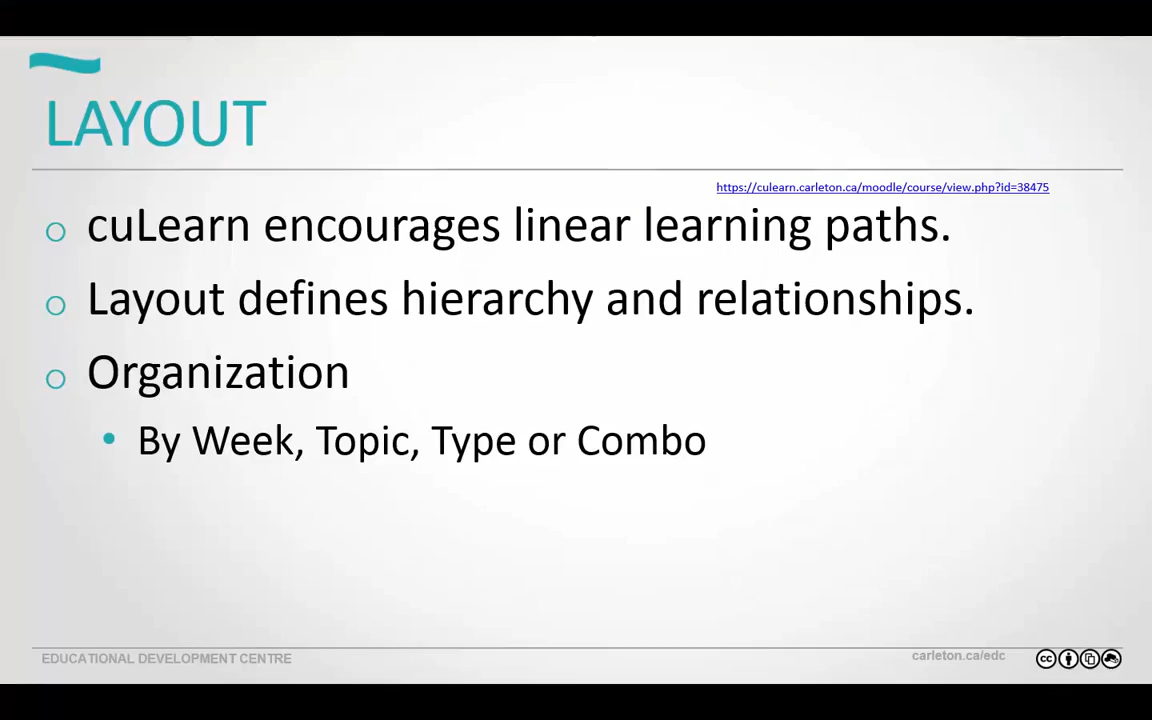 LAYOUT
https://culearn.carleton.ca/moodle/course/view.php?id=38475
cuLearn encourages linear learning paths.
Layout defines hierarchy and relationships.
Organization
By Week, Topic, Type or Combo
EDUCATIONAL DEVELOPMENT CENTRE
carleton.ca/edc
cc